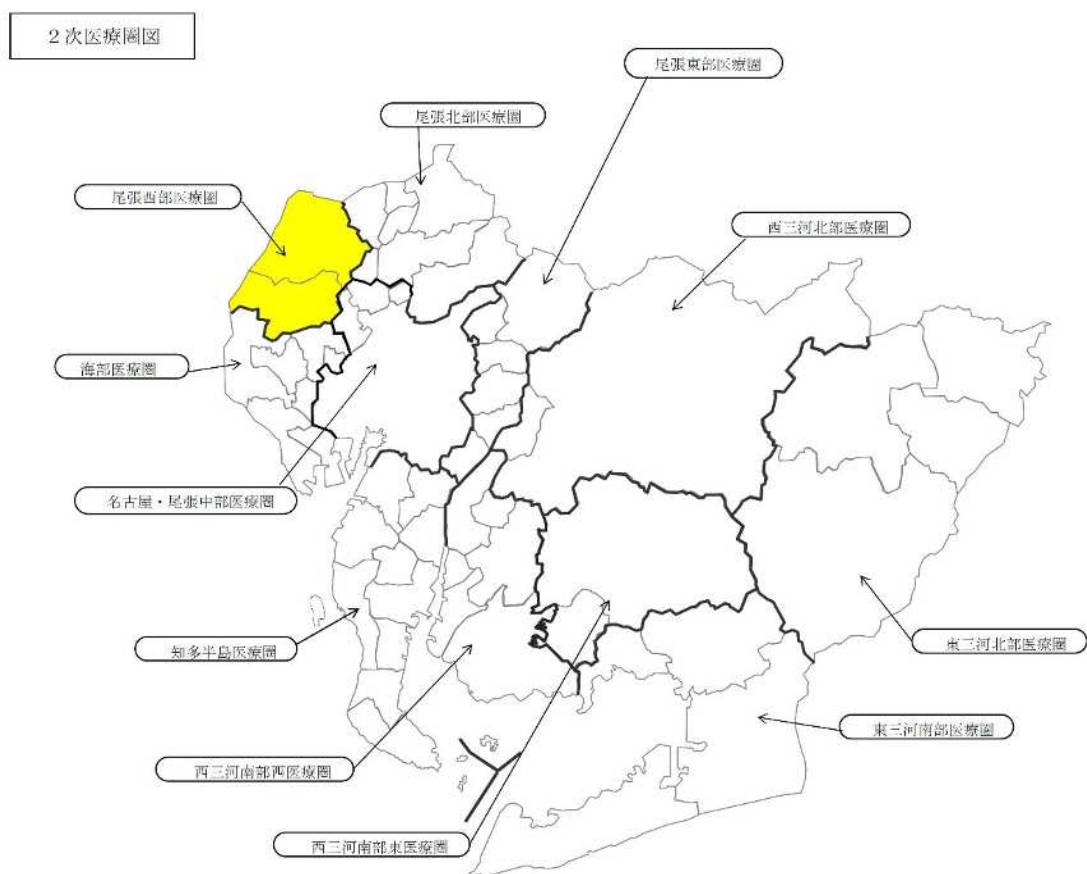 ２次医療圏図
尾張東部医療圏
尾張北部医療圏
尾張西部医療圏
西三河北部医療圏
海部医療圏
名古屋・尾張中部医療圏
知多半島医療圏
東三河北部医療圏
東三河南部医療圏
西三河南部西医療圏
西三河南部東医療圏